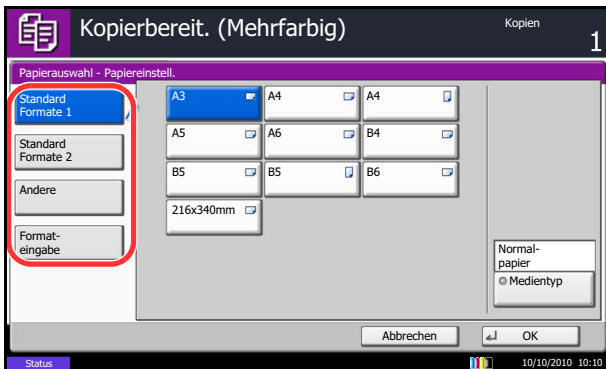 Kopierbereit. (Mehrfarbig)
Kopien
1
Papierauswahl - Papiereinstell.
Standard
Formate 1
Standard
Formate 2
Andere
Format-
eingabe
A3
A4
A4
A5
A6
B4
B5
B5
B6
216x340mm
Normal-
papier
Medientyp
Abbrechen
OK
Status
10/10/2010 10:10